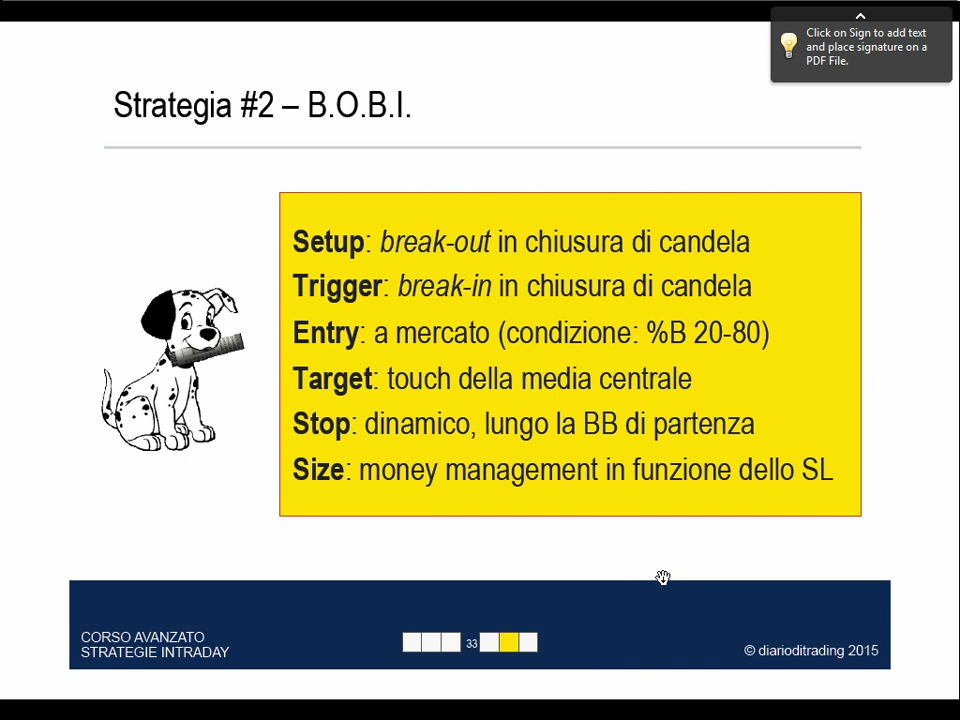 Click on Sign to add text
and place signature on a
PDF File.
Strategia #2 – B.O.B.I.
Setup: break-out in chiusura di candela
Trigger: break-in in chiusura di candela
Entry: a mercato (condizione: %B 20-80)
Target: touch della media centrale
Stop: dinamico, lungo la BB di partenza
Size: money management in funzione dello SL
CORSO AVANZATO
STRATEGIE INTRADAY
33
© diarioditrading 2015